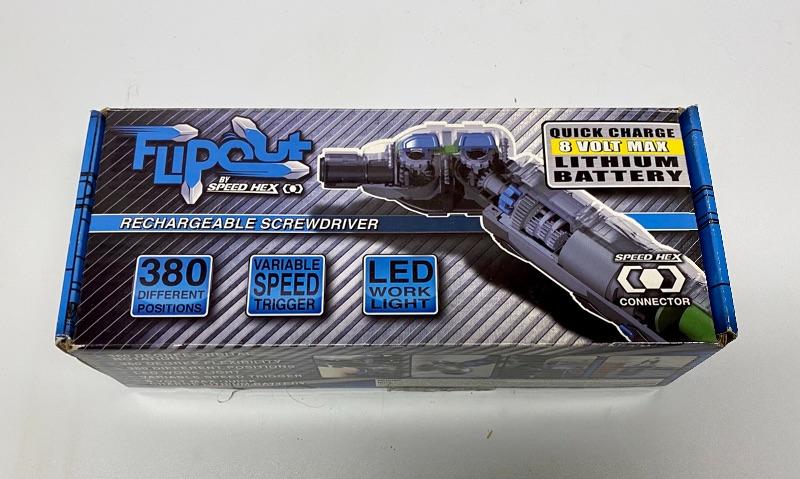 FLIPOUT
BY SPEED HEX
RECHARGEABLE SCREWDRIVER
380
DIFFERENT
POSITIONS
VARIABLE
SPEED
TRIGGER
LED
WORK
LIGHT
QUICK CHARGE
8 VOLT MAX
LITHIUM
BATTERY
SPEED HEX
CONNECTOR